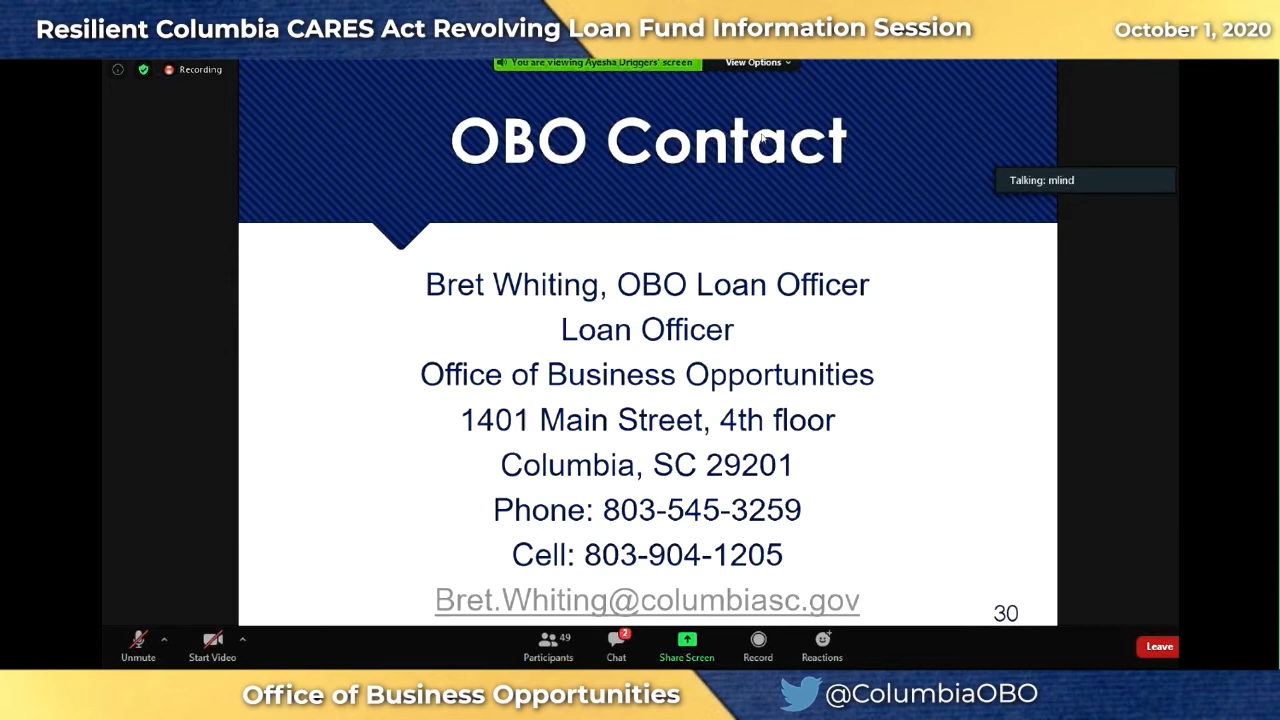 Resilient Columbia CARES Act Revolving Loan Fund Information Session
October 1, 2020
Recording
You are viewing Ayesha Driggers' screen
View Options
OBO Contact
Talking: mlind
Bret Whiting, OBO Loan Officer
Loan Officer
Office of Business Opportunities
1401 Main Street, 4th floor
Columbia, SC 29201
Phone: 803-545-3259
Cell: 803-904-1205
Bret.Whiting@columbiasc.gov
30
Unmute
Start Video
49
Participants
2
Chat
Share Screen
Record
Reactions
Leave
Office of Business Opportunities
@ColumbiaOBO